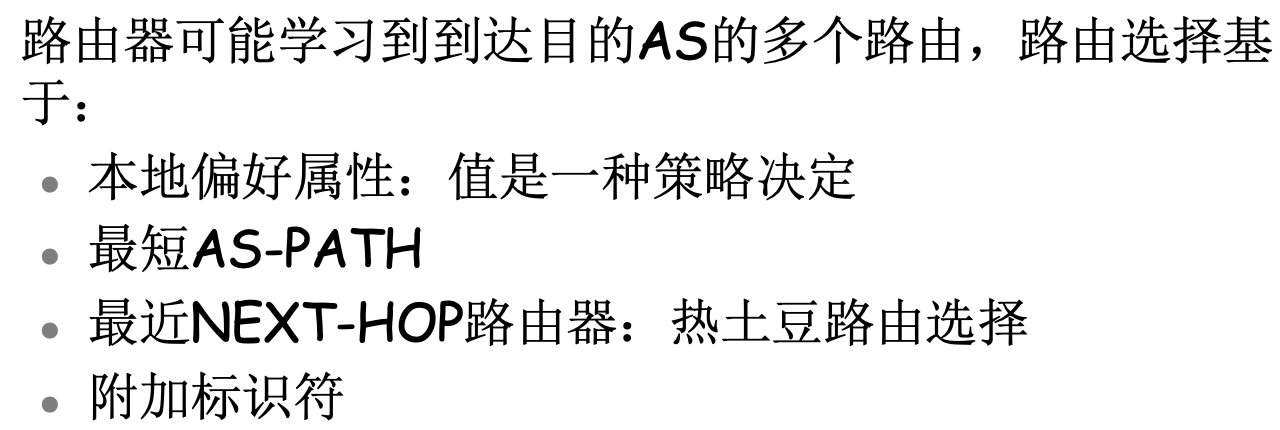 路由器可能学习到到达目的AS的多个路由，路由选择基
于：
• 本地偏好属性：值是一种策略决定
• 最短AS-PATH
• 最近NEXT-HOP路由器：热土豆路由选择
• 附加标识符